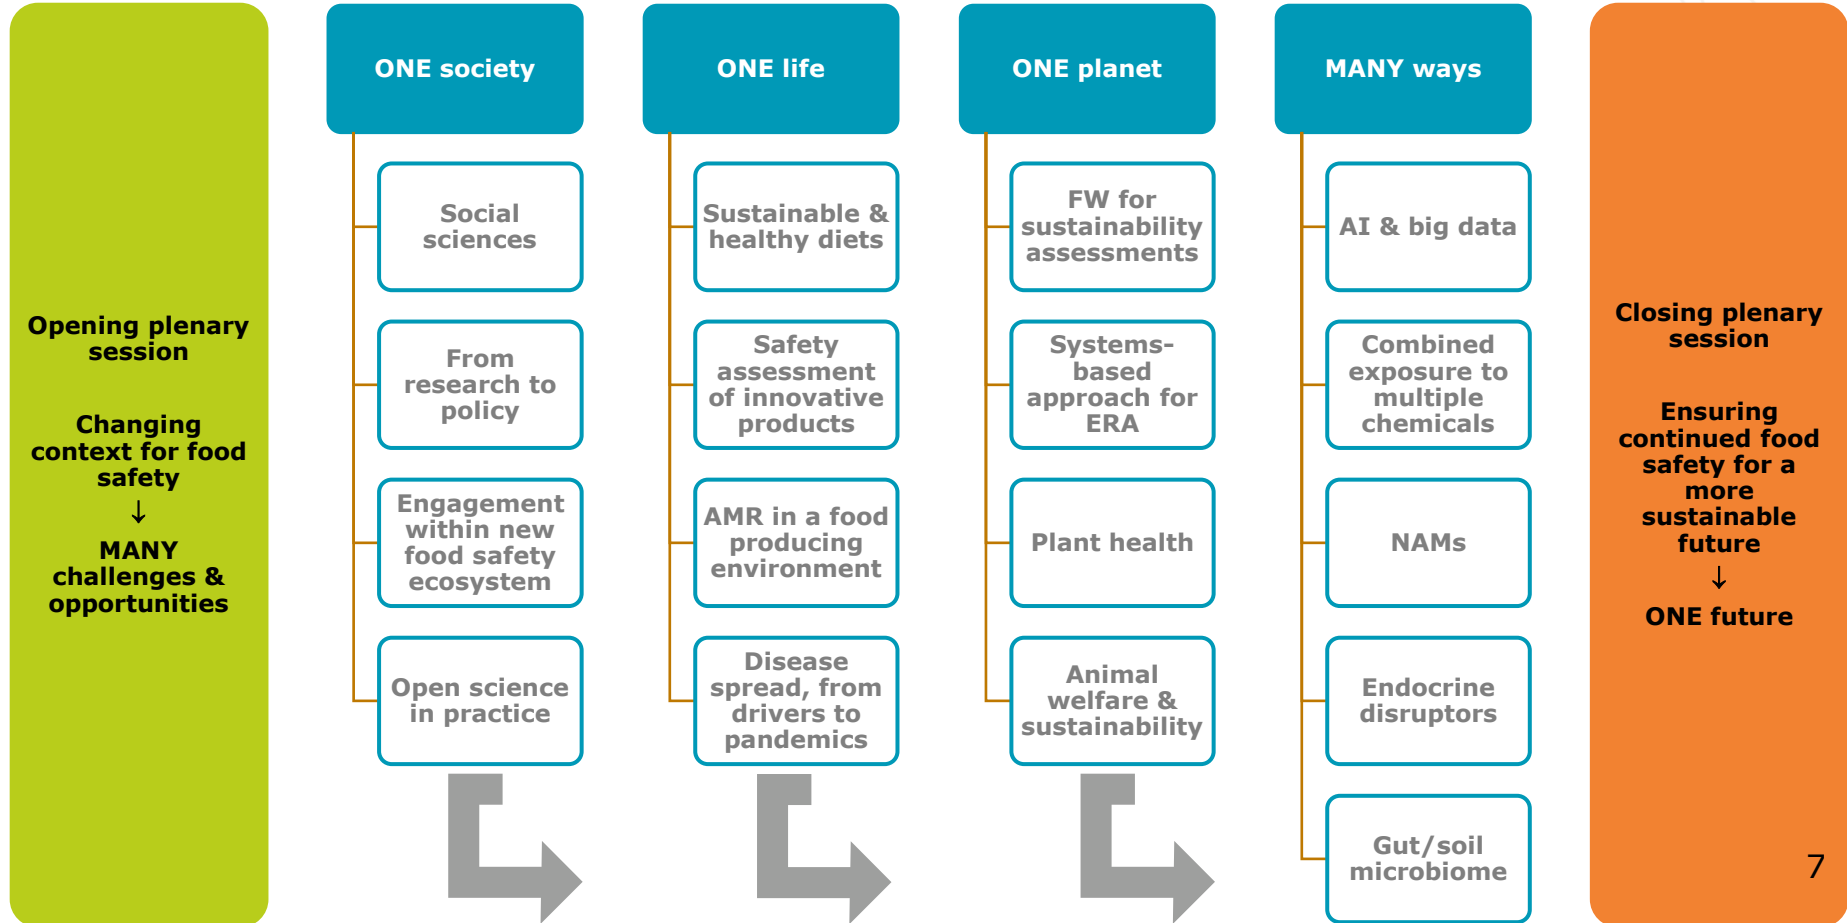 Opening plenary
session
Changing
context for food
safety
↓
MANY
challenges &
opportunities
ONE society
Social
sciences
From
research to
policy
Engagement
within new
food safety
ecosystem
Open science
in practice
ONE life
Sustainable &
healthy diets
Safety
assessment
of innovative
products
AMR in a food
producing
environment
Disease
spread, from
drivers to
pandemics
ONE planet
FW for
sustainability
assessments
Systems-
based
approach for
ERA
Plant health
Animal
welfare &
sustainability
MANY ways
AI & big data
Combined
exposure to
multiple
chemicals
NAMs
Endocrine
disruptors
Gut/soil
microbiome
Closing plenary
session
Ensuring
continued food
safety for a
more
sustainable
future
↓
ONE future
7